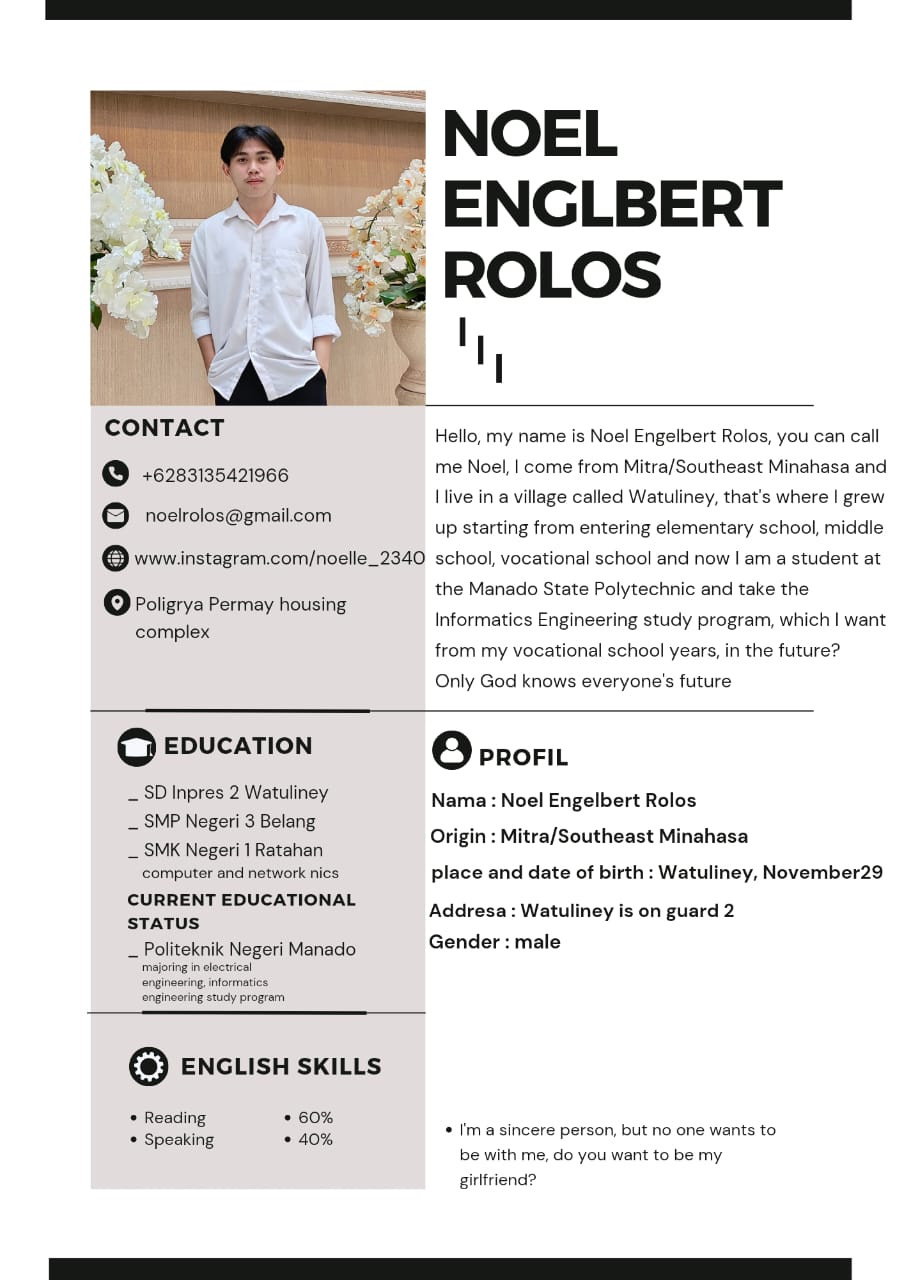 NOEL
ENGLBERT
ROLOS
CONTACT
+6283135421966
noelrolos@gmail.com
www.instagram.com/noelle_2340
Poligrya Permay housing
complex
Hello, my name is Noel Engelbert Rolos, you can call
me Noel, I come from Mitra/Southeast Minahasa and
I live in a village called Watuliney, that's where I grew
up starting from entering elementary school, middle
school, vocational school and now I am a student at
the Manado State Polytechnic and take the
Informatics Engineering study program, which I want
from my vocational school years, in the future?
Only God knows everyone's future
EDUCATION
_ SD Inpres 2 Watuliney
_ SMP Negeri 3 Belang
_ SMK Negeri 1 Ratahan
computer and network nics
CURRENT EDUCATIONAL
STATUS
_ Politeknik Negeri Manado
majoring in electrical
engineering, informatics
engineering study program
PROFIL
Nama : Noel Engelbert Rolos
Origin : Mitra/Southeast Minahasa
place and date of birth : Watuliney, November29
Addresa : Watuliney is on guard 2
Gender : male
ENGLISH SKILLS
• Reading • 60%
• Speaking • 40%
• I'm a sincere person, but no one wants to
be with me, do you want to be my
girlfriend?